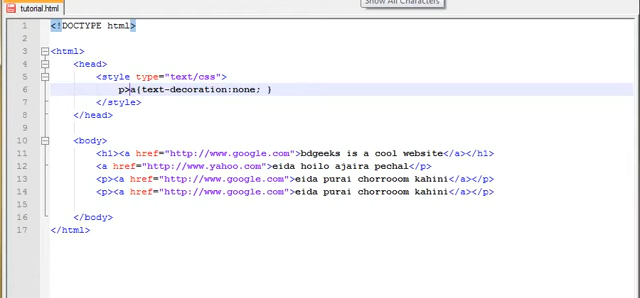 Show All Characters
tutorial.html
1 <!DOCTYPE html>
2
3 <html>
4 <head>
5 <style type="text/css">
6 p>a{text-decoration:none; }
7 </style>
8 </head>
9
10 <body>
11 <h1><a href="http://www.google.com">bdgeeks is a cool website</a></h1>
12 <a href="http://www.yahoo.com">eida hoilo ajaira pechal</p>
13 <p><a href="http://www.google.com">eida purai chorrooom kahini</a></p>
14 <p><a href="http://www.google.com">eida purai chorrooom kahini</a></p>
15
16 </body>
17 </html>